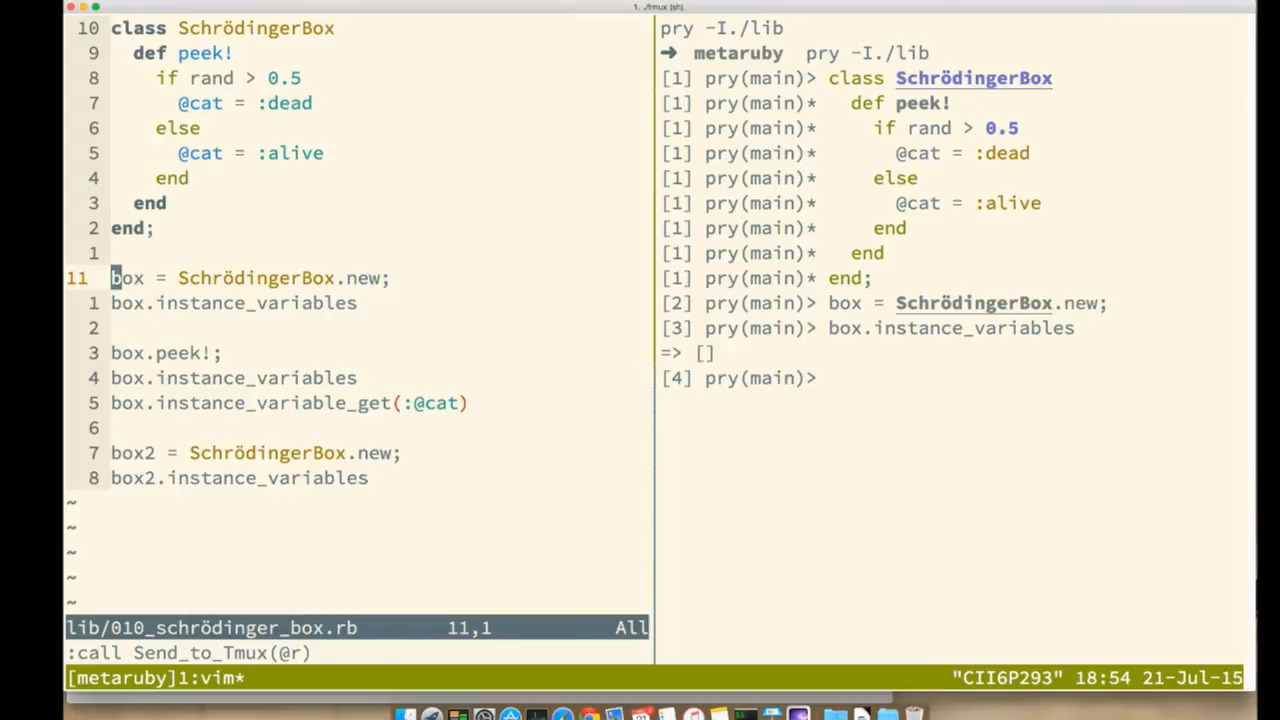 1. ./tmux (sh)
10 class SchrödingerBox
9 def peek!
8 if rand > 0.5
7 @cat = :dead
6 else
5 @cat = :alive
4 end
3 end
2 end;
1
11 box = SchrödingerBox.new;
1 box.instance_variables
2
3 box.peek!;
4 box.instance_variables
5 box.instance_variable_get(:@cat)
6
7 box2 = SchrödingerBox.new;
8 box2.instance_variables
~
~
~
~
~
lib/010_schrödinger_box.rb 11,1 All
:call Send_to_Tmux(@r)
pry -I./lib
➜ metaruby pry -I./lib
[1] pry(main)> class SchrödingerBox
[1] pry(main)* def peek!
[1] pry(main)* if rand > 0.5
[1] pry(main)* @cat = :dead
[1] pry(main)* else
[1] pry(main)* @cat = :alive
[1] pry(main)* end
[1] pry(main)* end
[1] pry(main)* end;
[2] pry(main)> box = SchrödingerBox.new;
[3] pry(main)> box.instance_variables
=> []
[4] pry(main)>
[metaruby]1:vim* "CII6P293" 18:54 21-Jul-15